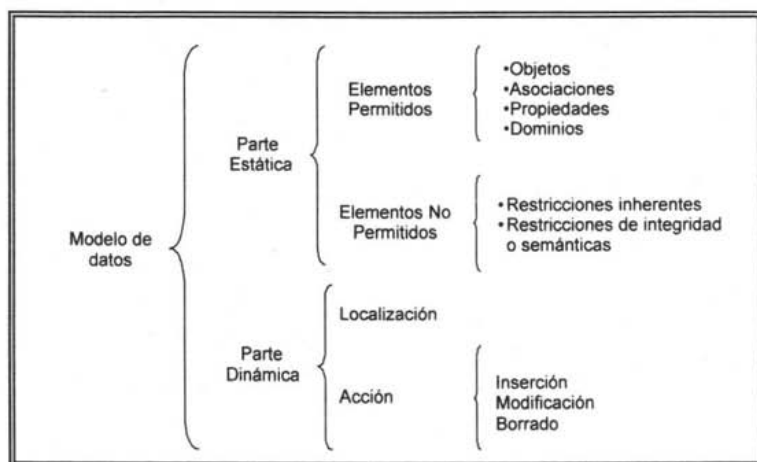 Modelo de
datos
Parte
Estática
Elementos
Permitidos
•Objetos
•Asociaciones
•Propiedades
•Dominios
Elementos No
Permitidos
•Restricciones inherentes
•Restricciones de integridad
o semánticas
Parte
Dinámica
Localización
Acción
Inserción
Modificación
Borrado